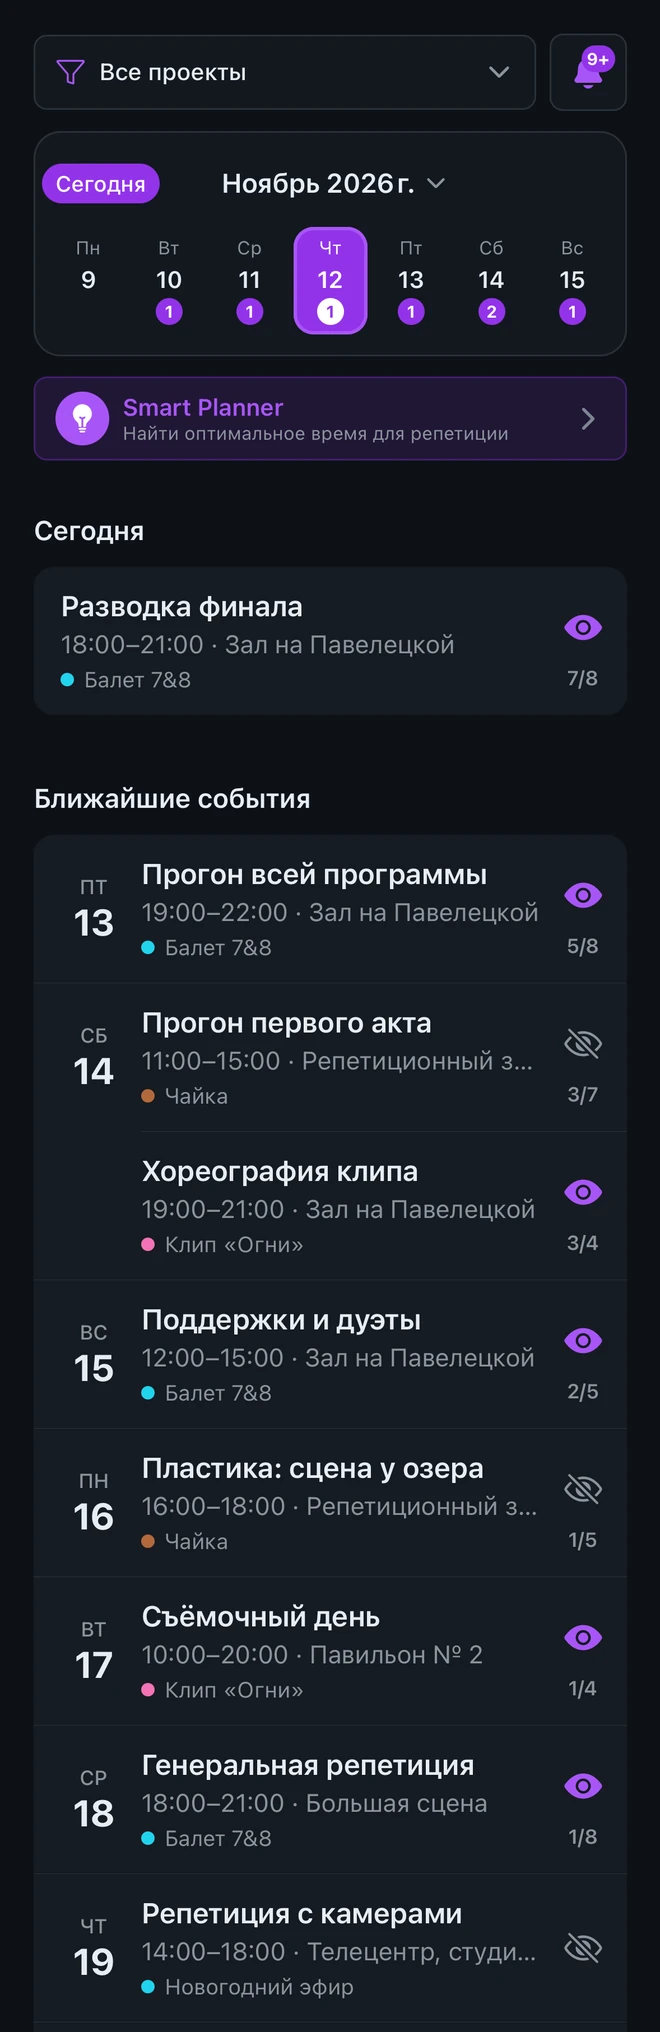 Все проекты
9+
Сегодня
Ноябрь 2026 г.
Пн Вт Ср Чт Пт Сб Вс
9 10 11 12 13 14 15
1 1 1 1 2 1
Smart Planner
Найти оптимальное время для репетиции
Сегодня
Разводка финала
18:00–21:00 · Зал на Павелецкой
Балет 7&8
7/8
Ближайшие события
ПТ
13
Прогон всей программы
19:00–22:00 · Зал на Павелецкой
Балет 7&8
5/8
СБ
14
Прогон первого акта
11:00–15:00 · Репетиционный з...
Чайка
3/7
Хореография клипа
19:00–21:00 · Зал на Павелецкой
Клип «Огни»
3/4
ВС
15
Поддержки и дуэты
12:00–15:00 · Зал на Павелецкой
Балет 7&8
2/5
ПН
16
Пластика: сцена у озера
16:00–18:00 · Репетиционный з...
Чайка
1/5
ВТ
17
Съёмочный день
10:00–20:00 · Павильон № 2
Клип «Огни»
1/4
СР
18
Генеральная репетиция
18:00–21:00 · Большая сцена
Балет 7&8
1/8
ЧТ
19
Репетиция с камерами
14:00–18:00 · Телецентр, студи...
Новогодний эфир